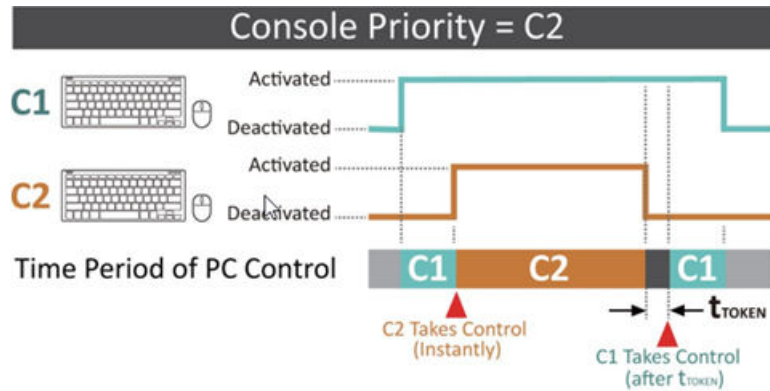 Console Priority = C2
C1
Activated
Deactivated
C2
Activated
Deactivated
Time Period of PC Control
C1
C2
C1
tTOKEN
C2 Takes Control
(Instantly)
C1 Takes Control
(after tTOKEN)